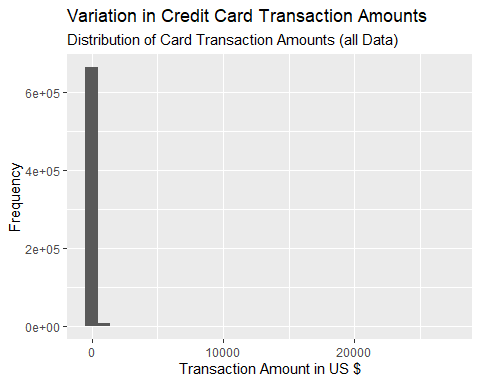 Variation in Credit Card Transaction Amounts
Distribution of Card Transaction Amounts (all Data)
6e+05
4e+05
2e+05
0e+00
Frequency
0
10000
20000
Transaction Amount in US $